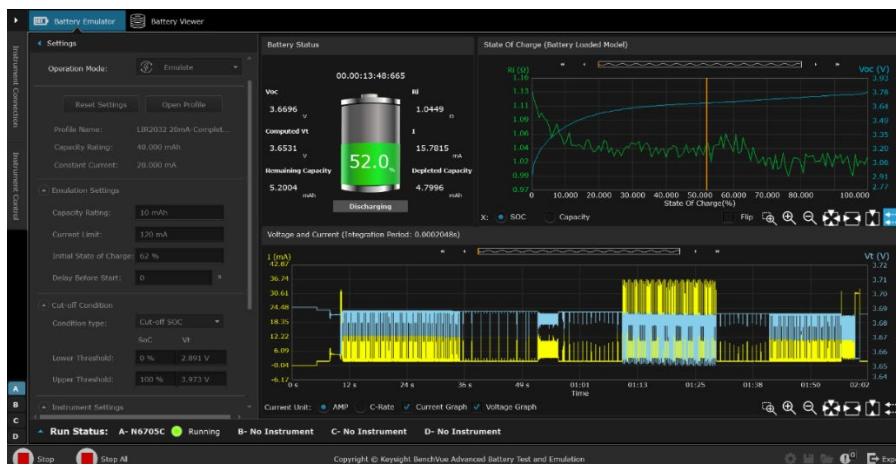 Battery Emulator
Battery Viewer
Instrument Connection
Instrument Control
A
B
C
D
Settings
Operation Mode:
Emulate
Reset Settings
Open Profile
Profile Name:
LIR2032 20mA-Complet...
Capacity Rating:
40.000 mAh
Constant Current:
20.000 mA
Emulation Settings
Capacity Rating:
10 mAh
Current Limit:
120 mA
Initial State of Charge:
62 %
Delay Before Start:
0
s
Cut-off Condition
Condition type:
Cut-off SOC
SoC
Vt
Lower Threshold:
0 %
2.891 V
Upper Threshold:
100 %
3.973 V
Instrument Settings
Battery Status
00.00:13:48:665
Voc
3.6696
V
Ri
1.0449
Ω
Computed Vt
3.6531
V
I
15.7815
mA
Remaining Capacity
5.2004
mAh
Depleted Capacity
4.7996
mAh
52.0 %
Discharging
State Of Charge (Battery Loaded Model)
Ri (Ω)
Voc (V)
1.16
1.13
1.11
1.09
1.06
1.04
1.02
0.99
0.97
3.93
3.78
3.64
3.49
3.35
3.20
3.06
2.91
2.77
0
10.000
20.000
30.000
40.000
50.000
60.000
70.000
80.000
100.000
State Of Charge(%)
X:
SOC
Capacity
Flip
Voltage and Current (Integration Period: 0.0002048s)
I (mA)
Vt (V)
42.87
36.74
30.61
24.48
18.35
12.22
6.09
-0.04
-6.17
3.72
3.71
3.70
3.69
3.68
3.67
3.66
3.65
3.64
0 s
12 s
24 s
36 s
49 s
01:01
01:13
01:25
01:38
01:50
02:02
Time
Current Unit:
AMP
C-Rate
Current Graph
Voltage Graph
Run Status:
A- N6705C
Running
B- No Instrument
C- No Instrument
D- No Instrument
Stop
Stop All
Copyright © Keysight BenchVue Advanced Battery Test and Emulation
0
Exp